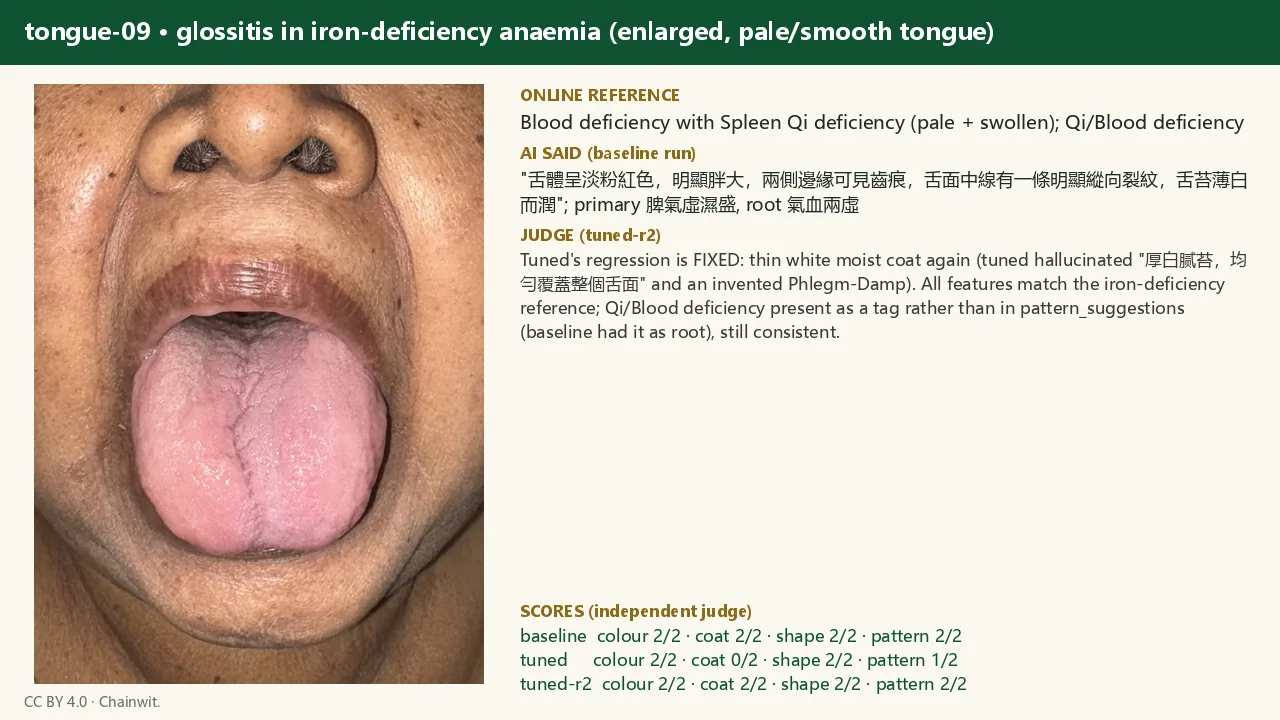 tongue-09 • glossitis in iron-deficiency anaemia (enlarged, pale/smooth tongue)
ONLINE REFERENCE
Blood deficiency with Spleen Qi deficiency (pale + swollen); Qi/Blood deficiency
AI SAID (baseline run)
"舌體呈淡粉紅色，明顯胖大，兩側邊緣可見齒痕，舌面中線有一條明顯縱向裂紋，舌苔薄白
而潤"; primary 脾氣虛濕盛, root 氣血兩虛
JUDGE (tuned-r2)
Tuned's regression is FIXED: thin white moist coat again (tuned hallucinated "厚白膩苔，均
勻覆蓋整個舌面" and an invented Phlegm-Damp). All features match the iron-deficiency
reference; Qi/Blood deficiency present as a tag rather than in pattern_suggestions
(baseline had it as root), still consistent.
SCORES (independent judge)
baseline colour 2/2 · coat 2/2 · shape 2/2 · pattern 2/2
tuned colour 2/2 · coat 0/2 · shape 2/2 · pattern 1/2
tuned-r2 colour 2/2 · coat 2/2 · shape 2/2 · pattern 2/2
CC BY 4.0 · Chainwit.